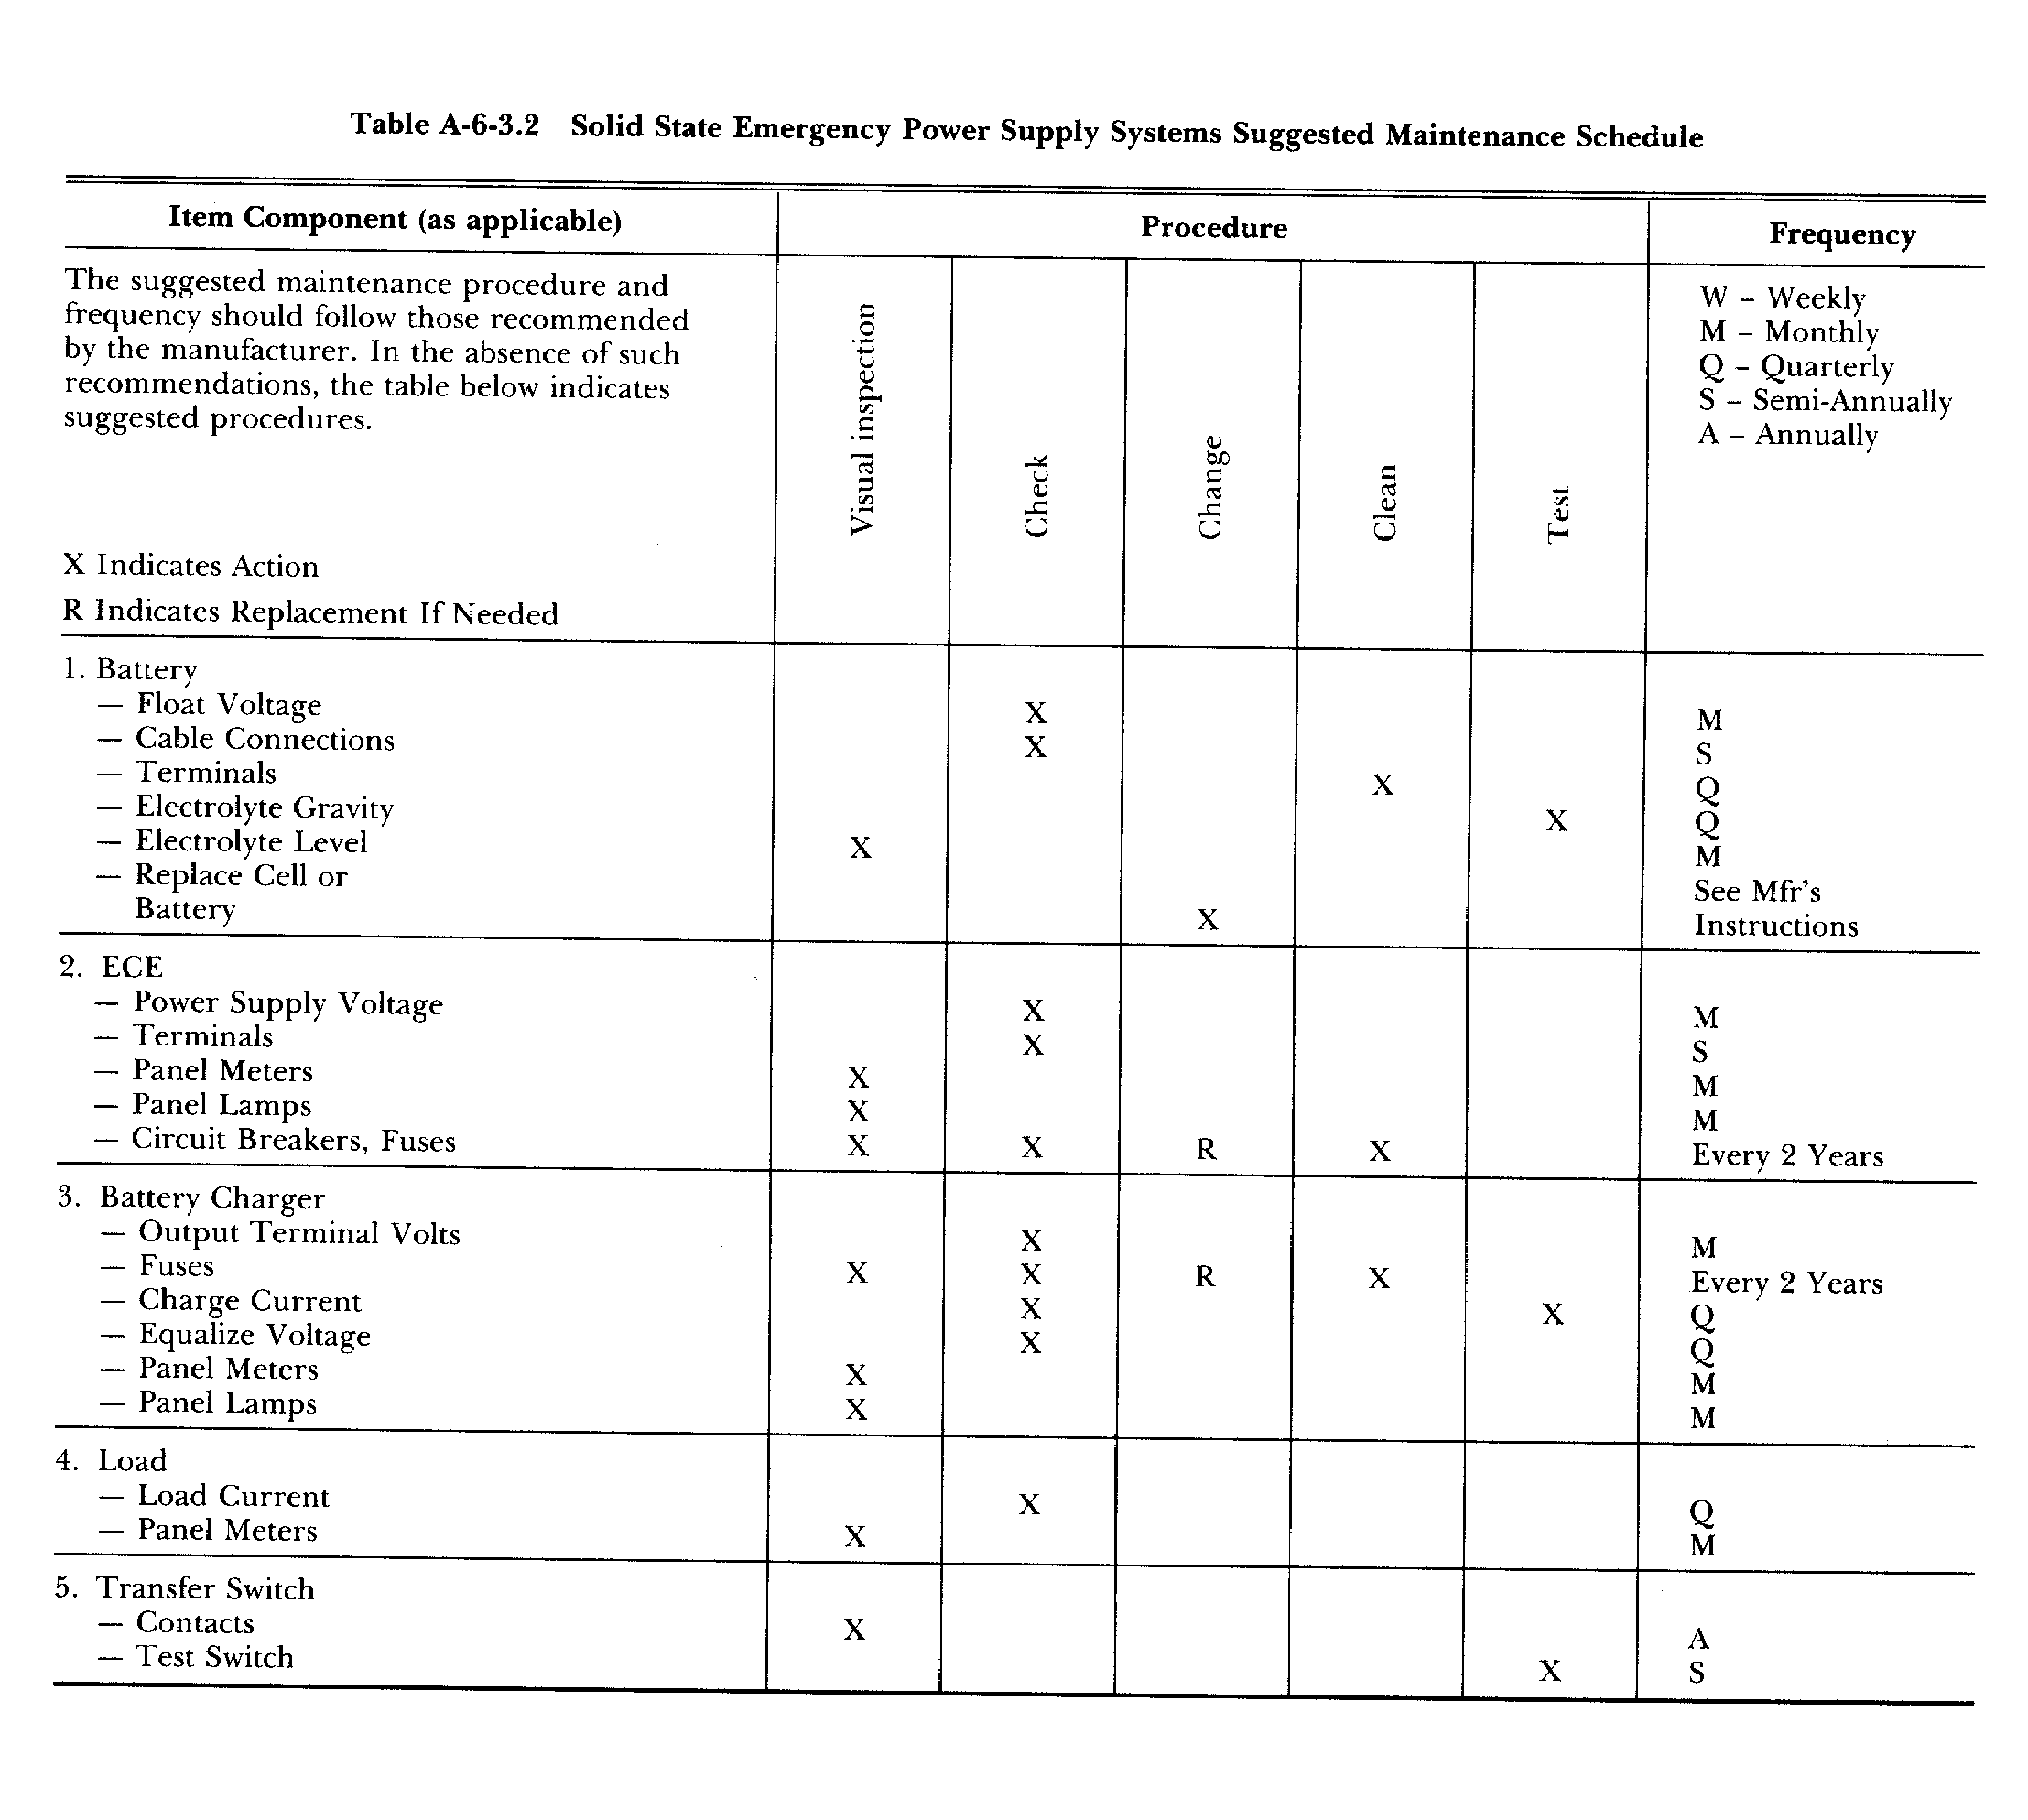 Table A-6-3.2 Solid State Emergency Power Supply Systems Suggested Maintenance Schedule
Item Component (as applicable) Procedure Frequency
The suggested maintenance procedure and
frequency should follow those recommended
by the manufacturer. In the absence of such
recommendations, the table below indicates
suggested procedures.
X Indicates Action
R Indicates Replacement If Needed
Visual inspection
Check
Change
Clean
Test
W – Weekly
M – Monthly
Q – Quarterly
S – Semi-Annually
A – Annually
1. Battery
— Float Voltage X M
— Cable Connections X S
— Terminals X Q
— Electrolyte Gravity X Q
— Electrolyte Level X M
— Replace Cell or See Mfr's
Battery X Instructions
2. ECE
— Power Supply Voltage X M
— Terminals X S
— Panel Meters X M
— Panel Lamps X M
— Circuit Breakers, Fuses X X R X Every 2 Years
3. Battery Charger
— Output Terminal Volts X M
— Fuses X X R X Every 2 Years
— Charge Current X X Q
— Equalize Voltage X Q
— Panel Meters X M
— Panel Lamps X M
4. Load
— Load Current X Q
— Panel Meters X M
5. Transfer Switch
— Contacts X A
— Test Switch X S